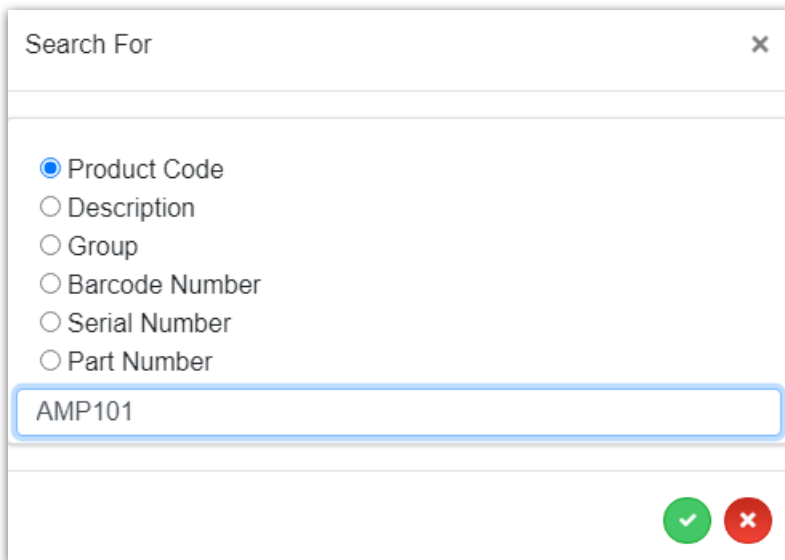 Search For
Product Code
Description
Group
Barcode Number
Serial Number
Part Number
AMP101